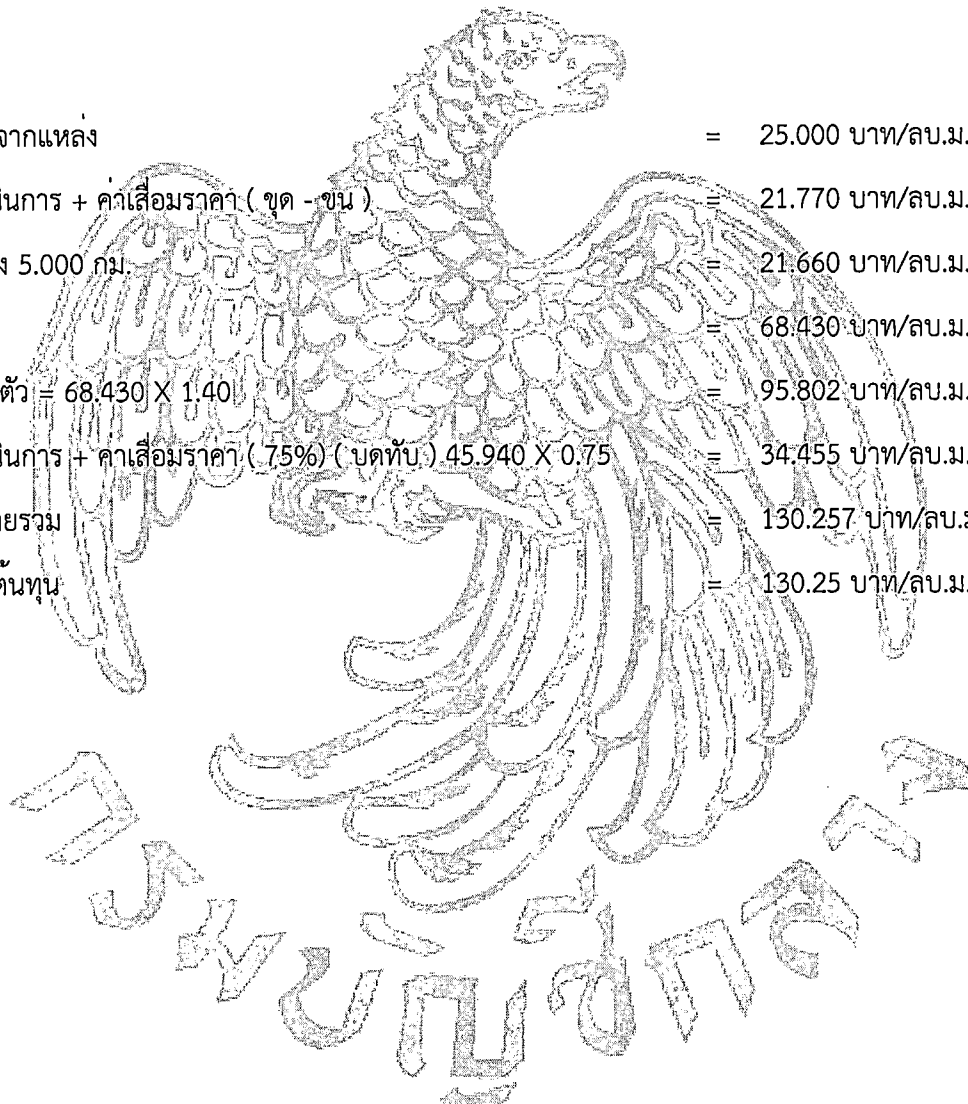 จากแหล่ง = 25.000 บาท/ลบ.ม.
นินการ + ค่าเสื่อมราคา ( ขุด - ขน ) = 21.770 บาท/ลบ.ม.
ง 5.000 กม. = 21.660 บาท/ลบ.ม.
= 68.430 บาท/ลบ.ม.
ตัว = 68.430 X 1.40 = 95.802 บาท/ลบ.ม.
นินการ + ค่าเสื่อมราคา ( 75%) ( บดทับ ) 45.940 X 0.75 = 34.455 บาท/ลบ.ม.
ายรวม = 130.257 บาท/ลบ.ม
ต้นทุน = 130.25 บาท/ลบ.ม.
กรมบัญชีกลาง